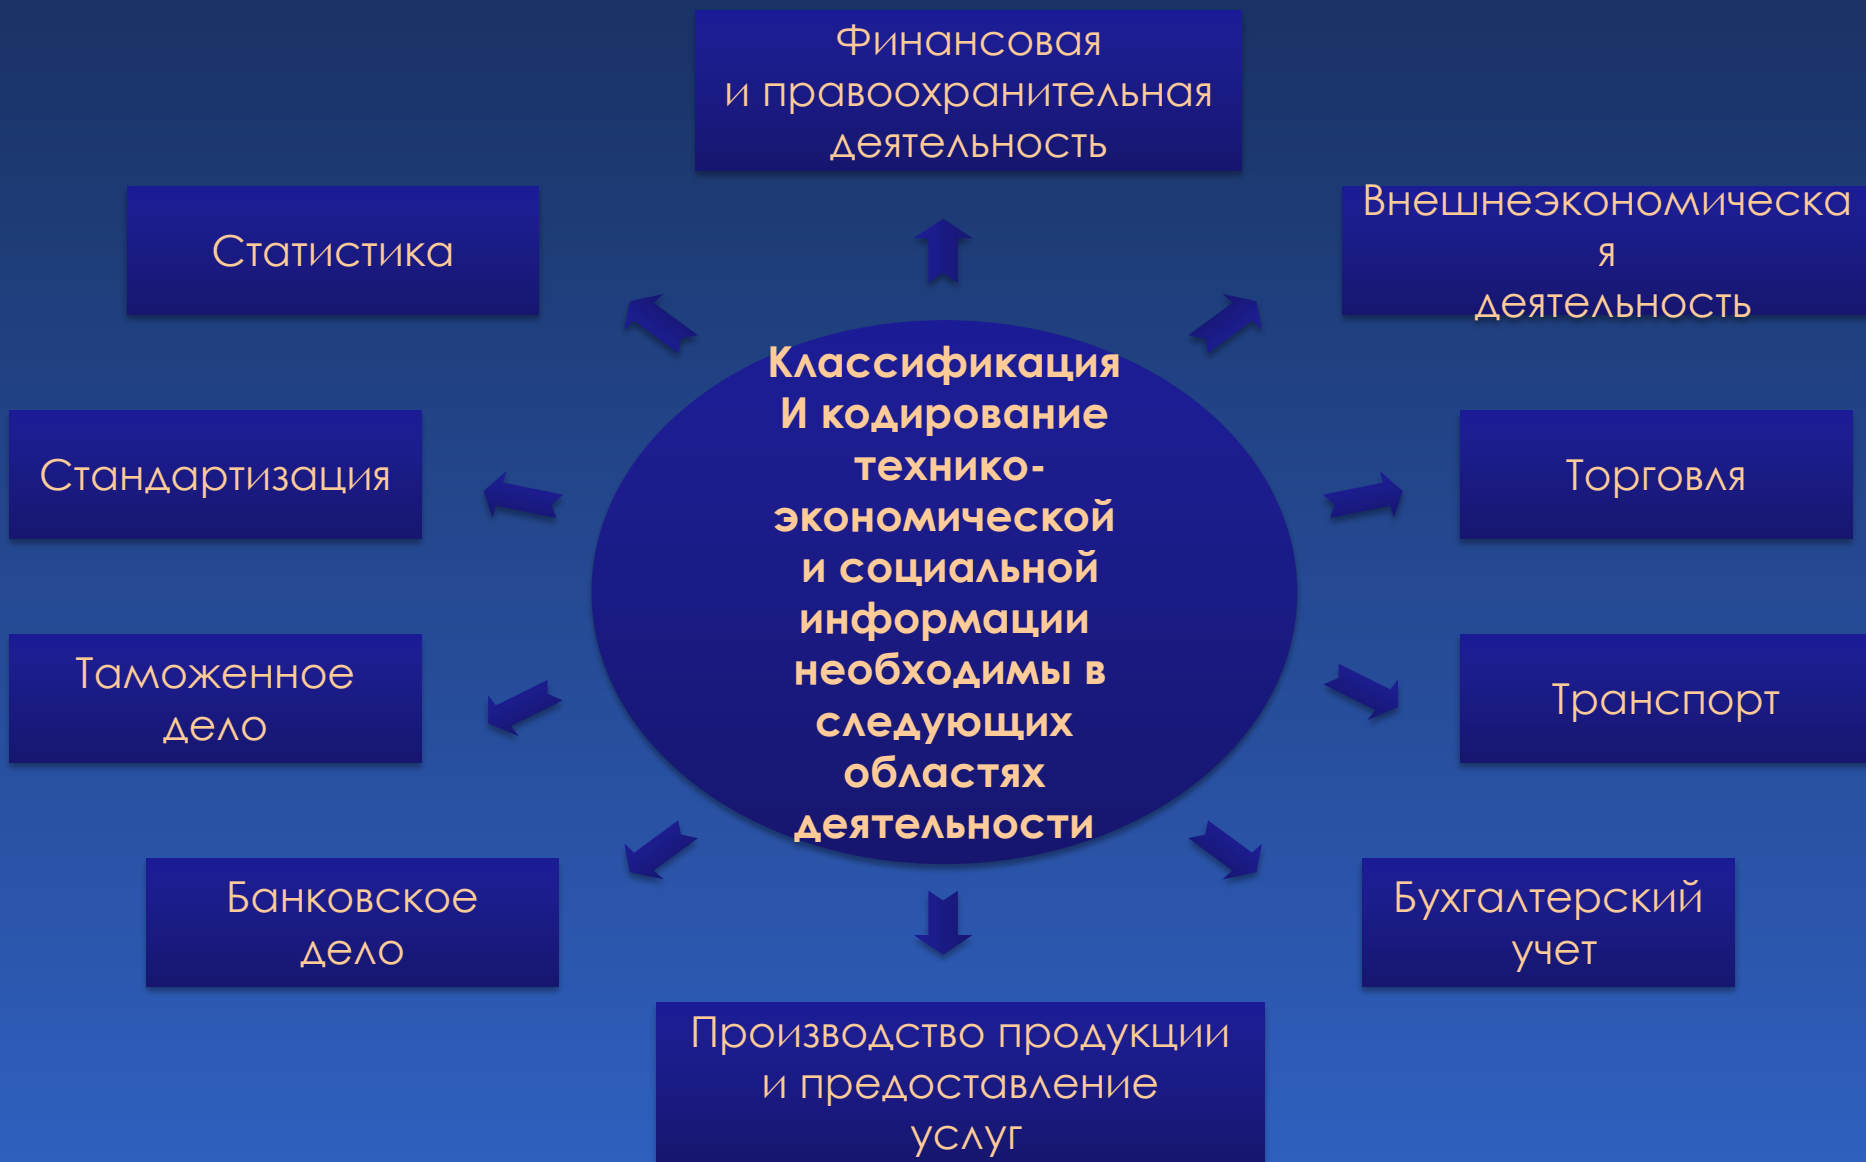 Финансовая
и правоохранительная
деятельность
Статистика
Внешнеэкономическа
я
деятельность
Классификация
И кодирование
технико-
экономической
и социальной
информации
необходимы в
следующих
областях
деятельности
Стандартизация
Торговля
Таможенное
дело
Транспорт
Банковское
дело
Бухгалтерский
учет
Производство продукции
и предоставление
услуг